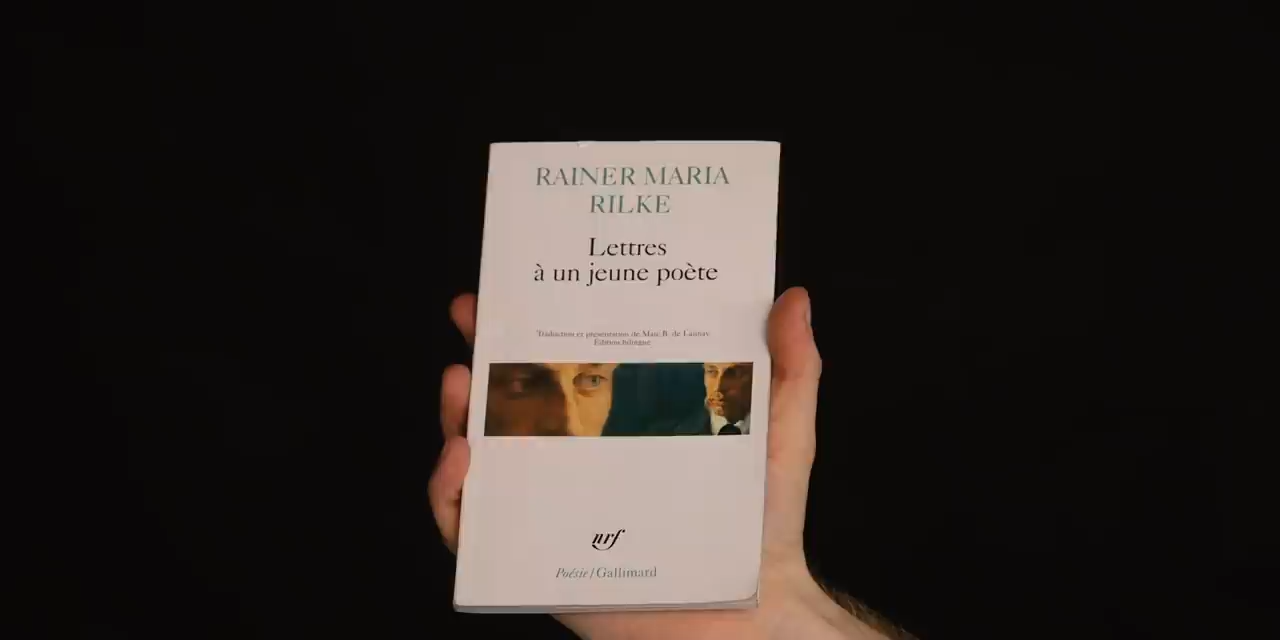 RAINER MARIA
RILKE
Lettres
à un jeune poète
Traduction et présentation de Marc B. de Launay
Édition bilingue
nrf
Poésie/Gallimard